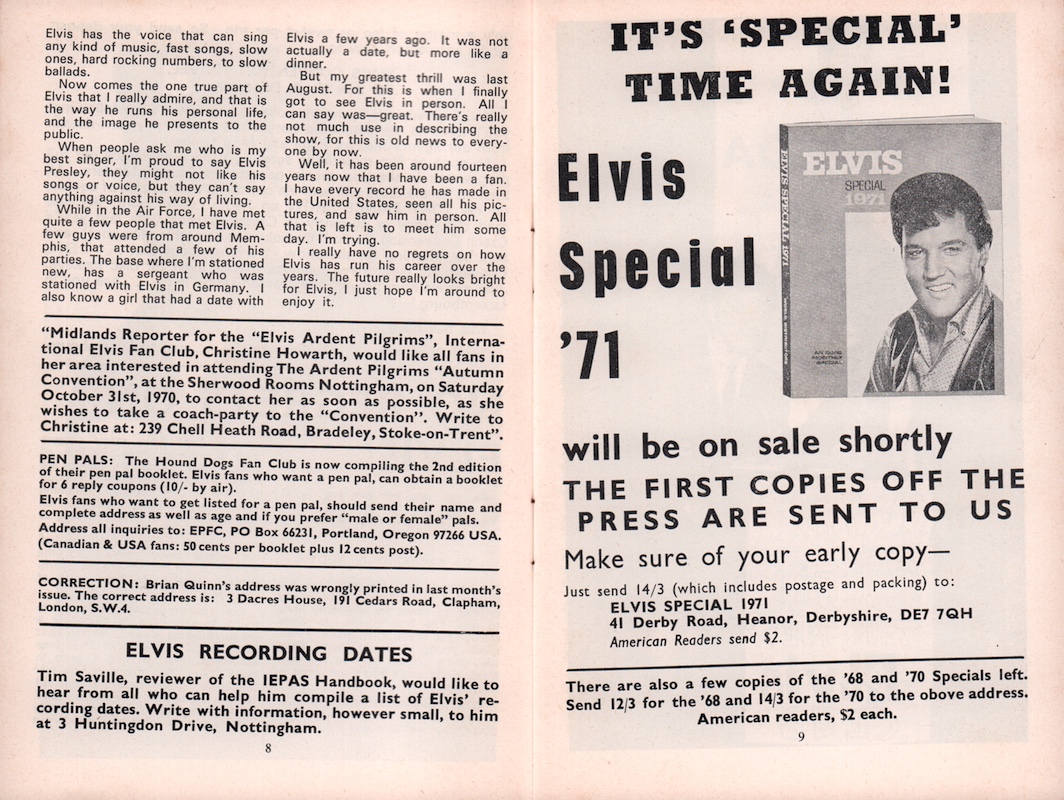 Elvis has the voice that can sing
any kind of music, fast songs, slow
ones, hard rocking numbers, to slow
ballads.
Now comes the one true part of
Elvis that I really admire, and that is
the way he runs his personal life,
and the image he presents to the
public.
When people ask me who is my
best singer, I'm proud to say Elvis
Presley, they might not like his
songs or voice, but they can't say
anything against his way of living.
While in the Air Force, I have met
quite a few people that met Elvis. A
few guys were from around Mem-
phis, that attended a few of his
parties. The base where I'm stationed
new, has a sergeant who was
stationed with Elvis in Germany. I
also know a girl that had a date with
Elvis a few years ago. It was not
actually a date, but more like a
dinner.
But my greatest thrill was last
August. For this is when I finally
got to see Elvis in person. All I
can say was—great. There's really
not much use in describing the
show, for this is old news to every-
one by now.
Well, it has been around fourteen
years now that I have been a fan.
I have every record he has made in
the United States, seen all his pic-
tures, and saw him in person. All
that is left is to meet him some
day. I'm trying.
I really have no regrets on how
Elvis has run his career over the
years. The future really looks bright
for Elvis, I just hope I'm around to
enjoy it.
"Midlands Reporter for the "Elvis Ardent Pilgrims", Interna-
tional Elvis Fan Club, Christine Howarth, would like all fans in
her area interested in attending The Ardent Pilgrims "Autumn
Convention", at the Sherwood Rooms Nottingham, on Saturday
October 31st, 1970, to contact her as soon as possible, as she
wishes to take a coach-party to the "Convention". Write to
Christine at: 239 Chell Heath Road, Bradeley, Stoke-on-Trent".
PEN PALS: The Hound Dogs Fan Club is now compiling the 2nd edition
of their pen pal booklet. Elvis fans who want a pen pal, can obtain a booklet
for 6 reply coupons (10/- by air).
Elvis fans who want to get listed for a pen pal, should send their name and
complete address as well as age and if you prefer "male or female" pals.
Address all inquiries to: EPFC, PO Box 66231, Portland, Oregon 97266 USA.
(Canadian & USA fans: 50 cents per booklet plus 12 cents post).
CORRECTION: Brian Quinn's address was wrongly printed in last month's
issue. The correct address is: 3 Dacres House, 191 Cedars Road, Clapham,
London, S.W.4.
ELVIS RECORDING DATES
Tim Saville, reviewer of the IEPAS Handbook, would like to
hear from all who can help him compile a list of Elvis' re-
cording dates. Write with information, however small, to him
at 3 Huntingdon Drive, Nottingham.
8
IT'S 'SPECIAL'
TIME AGAIN!
Elvis
Special
'71
ELVIS SPECIAL 1971
WORLD DISTRIBUTORS
ELVIS
SPECIAL
1971
AN ELVIS
MONTHLY
SPECIAL
will be on sale shortly
THE FIRST COPIES OFF THE
PRESS ARE SENT TO US
Make sure of your early copy—
Just send 14/3 (which includes postage and packing) to:
ELVIS SPECIAL 1971
41 Derby Road, Heanor, Derbyshire, DE7 7QH
American Readers send $2.
There are also a few copies of the '68 and '70 Specials left.
Send 12/3 for the '68 and 14/3 for the '70 to the obove address.
American readers, $2 each.
9